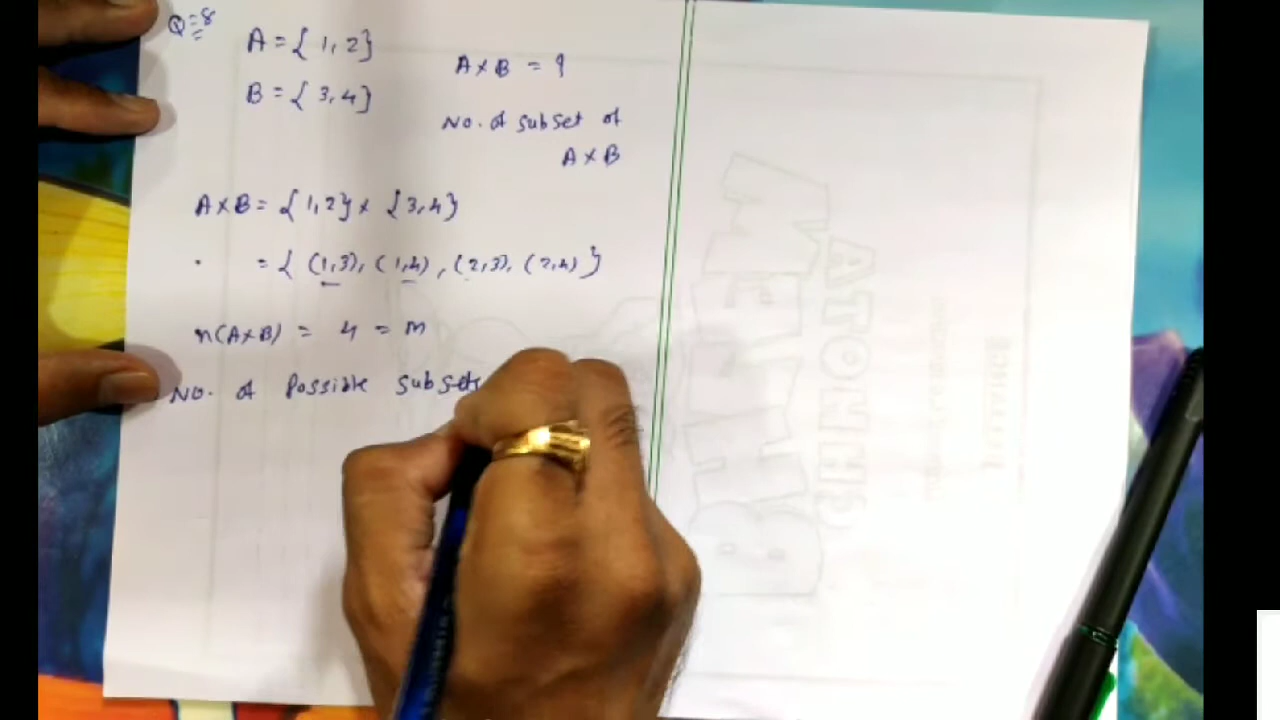 Q=8
A = { 1, 2}
B = { 3, 4}
A × B = ?
No. of subset of
A × B
A×B = { 1, 2} × {3, 4}
= { (1,3), (1,4), (2,3), (2,4) }
n(A×B) = 4 = m
No. of Possible Subsets